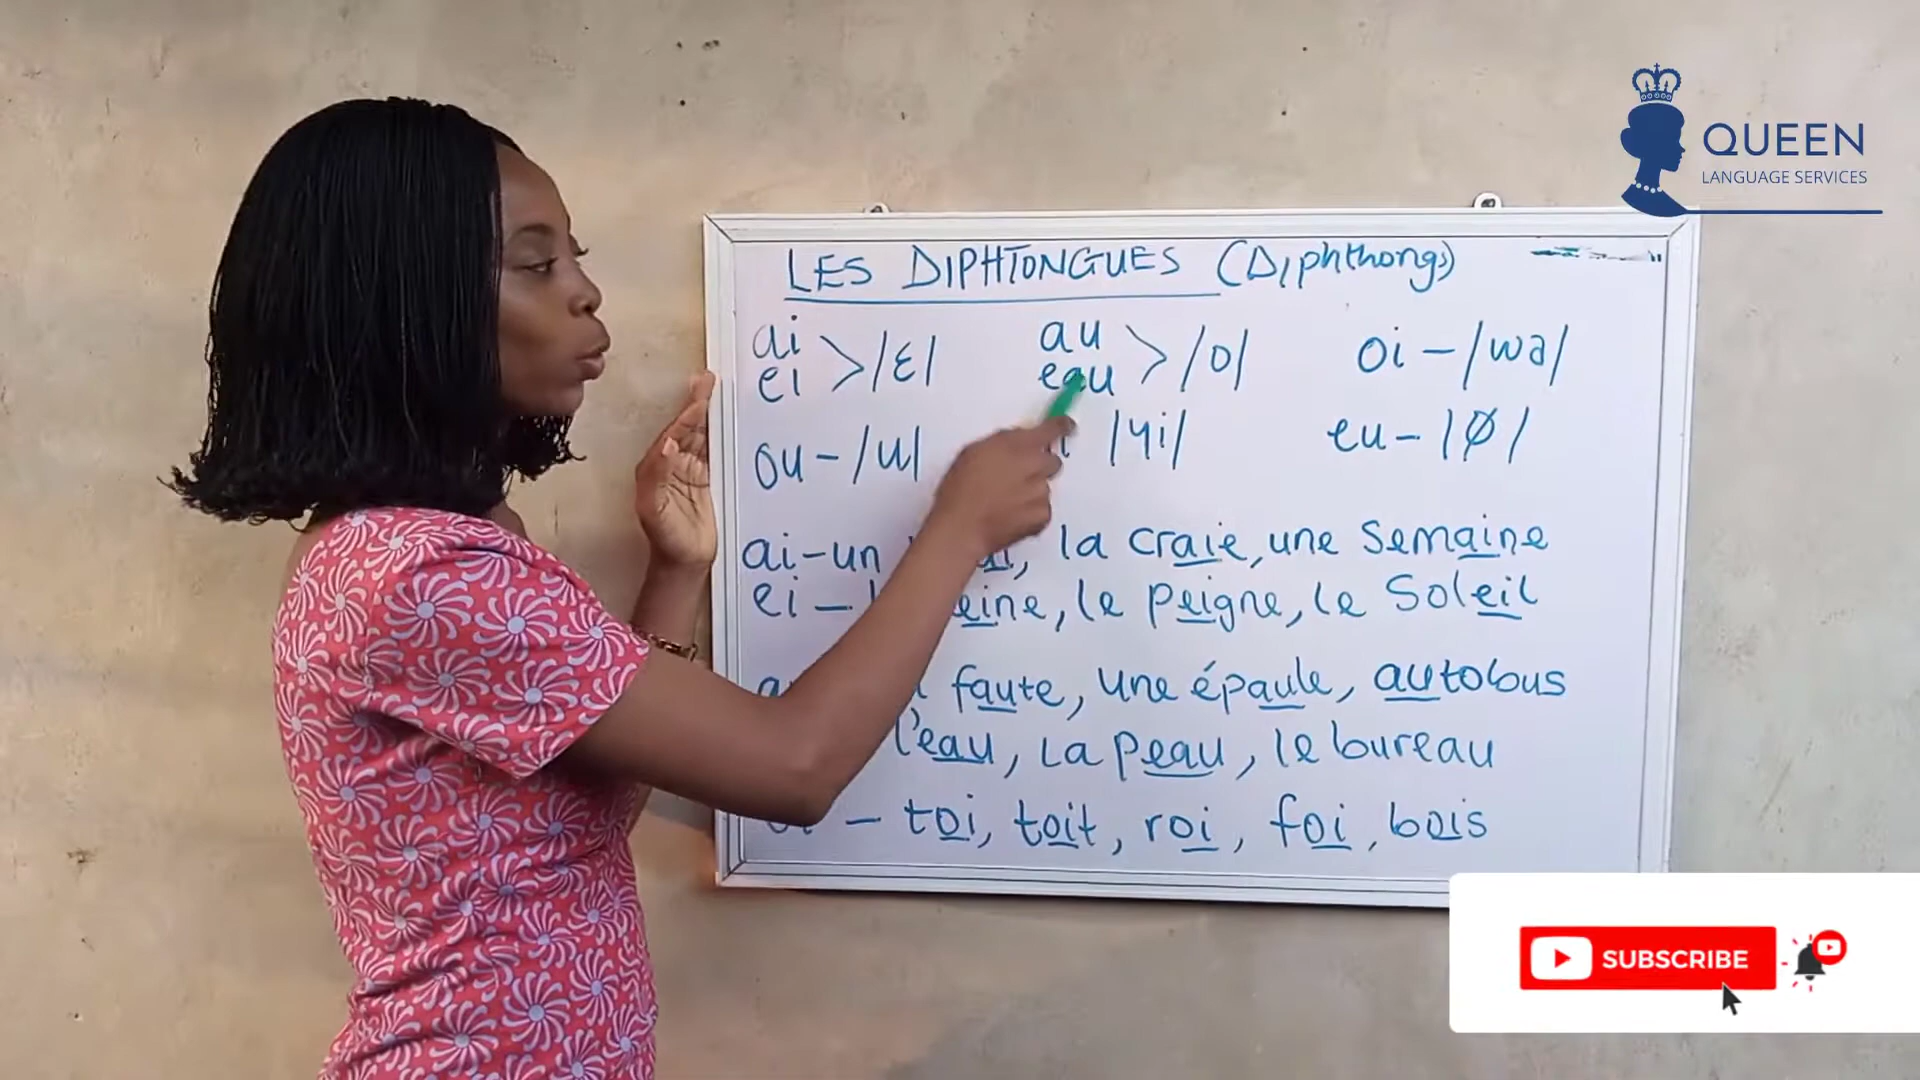 QUEEN
LANGUAGE SERVICES
LES DIPHTONGUES (Diphthongs)
ai
ei > /ɛ/
au
eau > /o/
oi – /wa/
ou – /u/
/ɥi/
eu – /ø/
ai – un , la craie, une semaine
ei – eine, le peigne, le Soleil
faute, une épaule, autobus
l'eau, la peau, le bureau
– toi, toit, roi, foi, bois
SUBSCRIBE